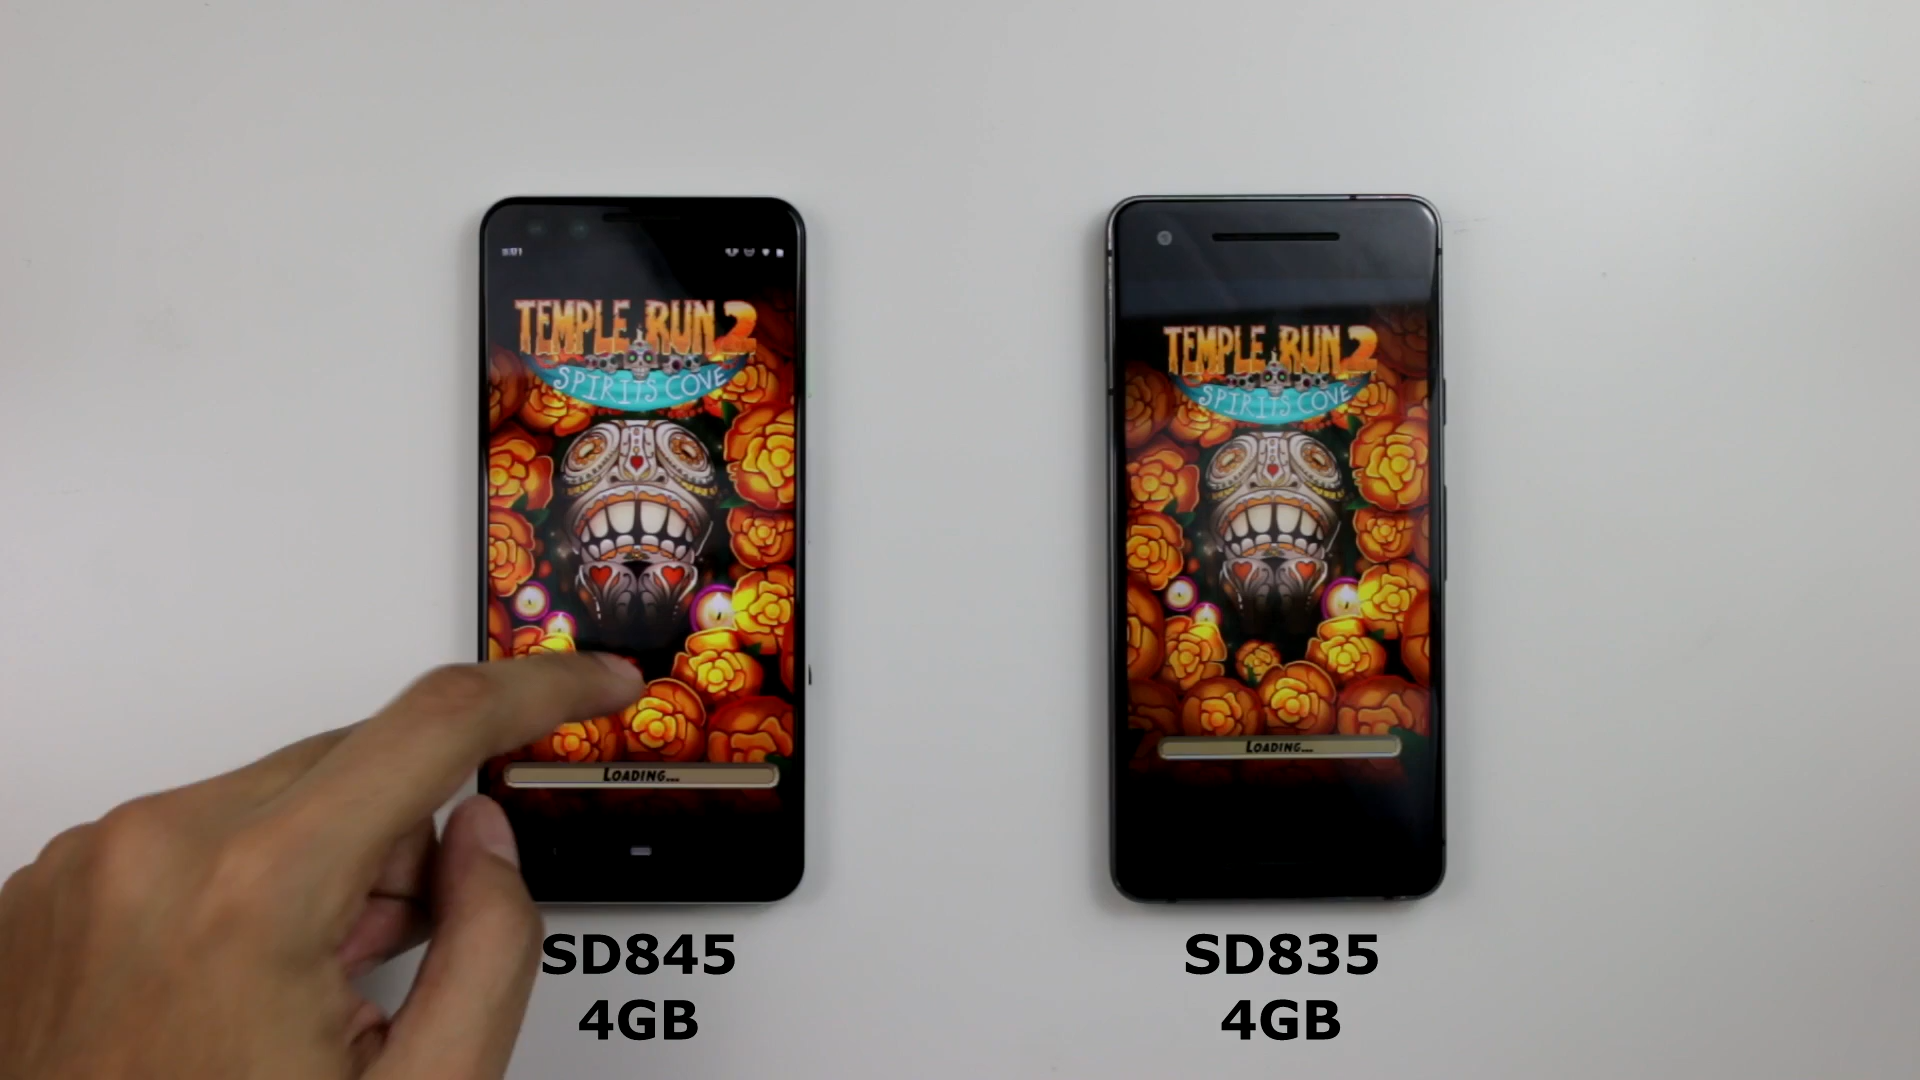 TEMPLE RUN 2
SPIRITS COVE
LOADING...
TEMPLE RUN 2
SPIRITS COVE
LOADING...
SD845
4GB
SD835
4GB